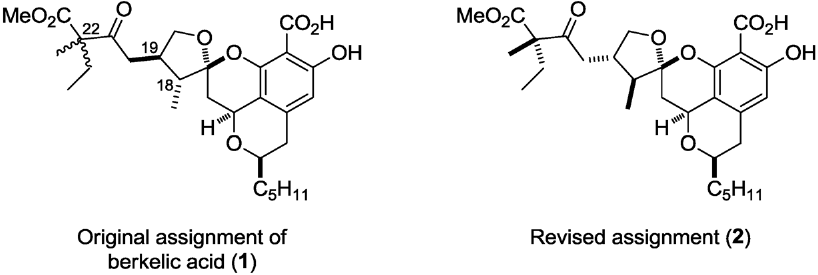 MeO₂C
O
22
19
O
CO₂H
O
OH
18
H
O
C₅H₁₁
Original assignment of
berkelic acid (1)
MeO₂C
O
O
CO₂H
O
OH
H
O
C₅H₁₁
Revised assignment (2)